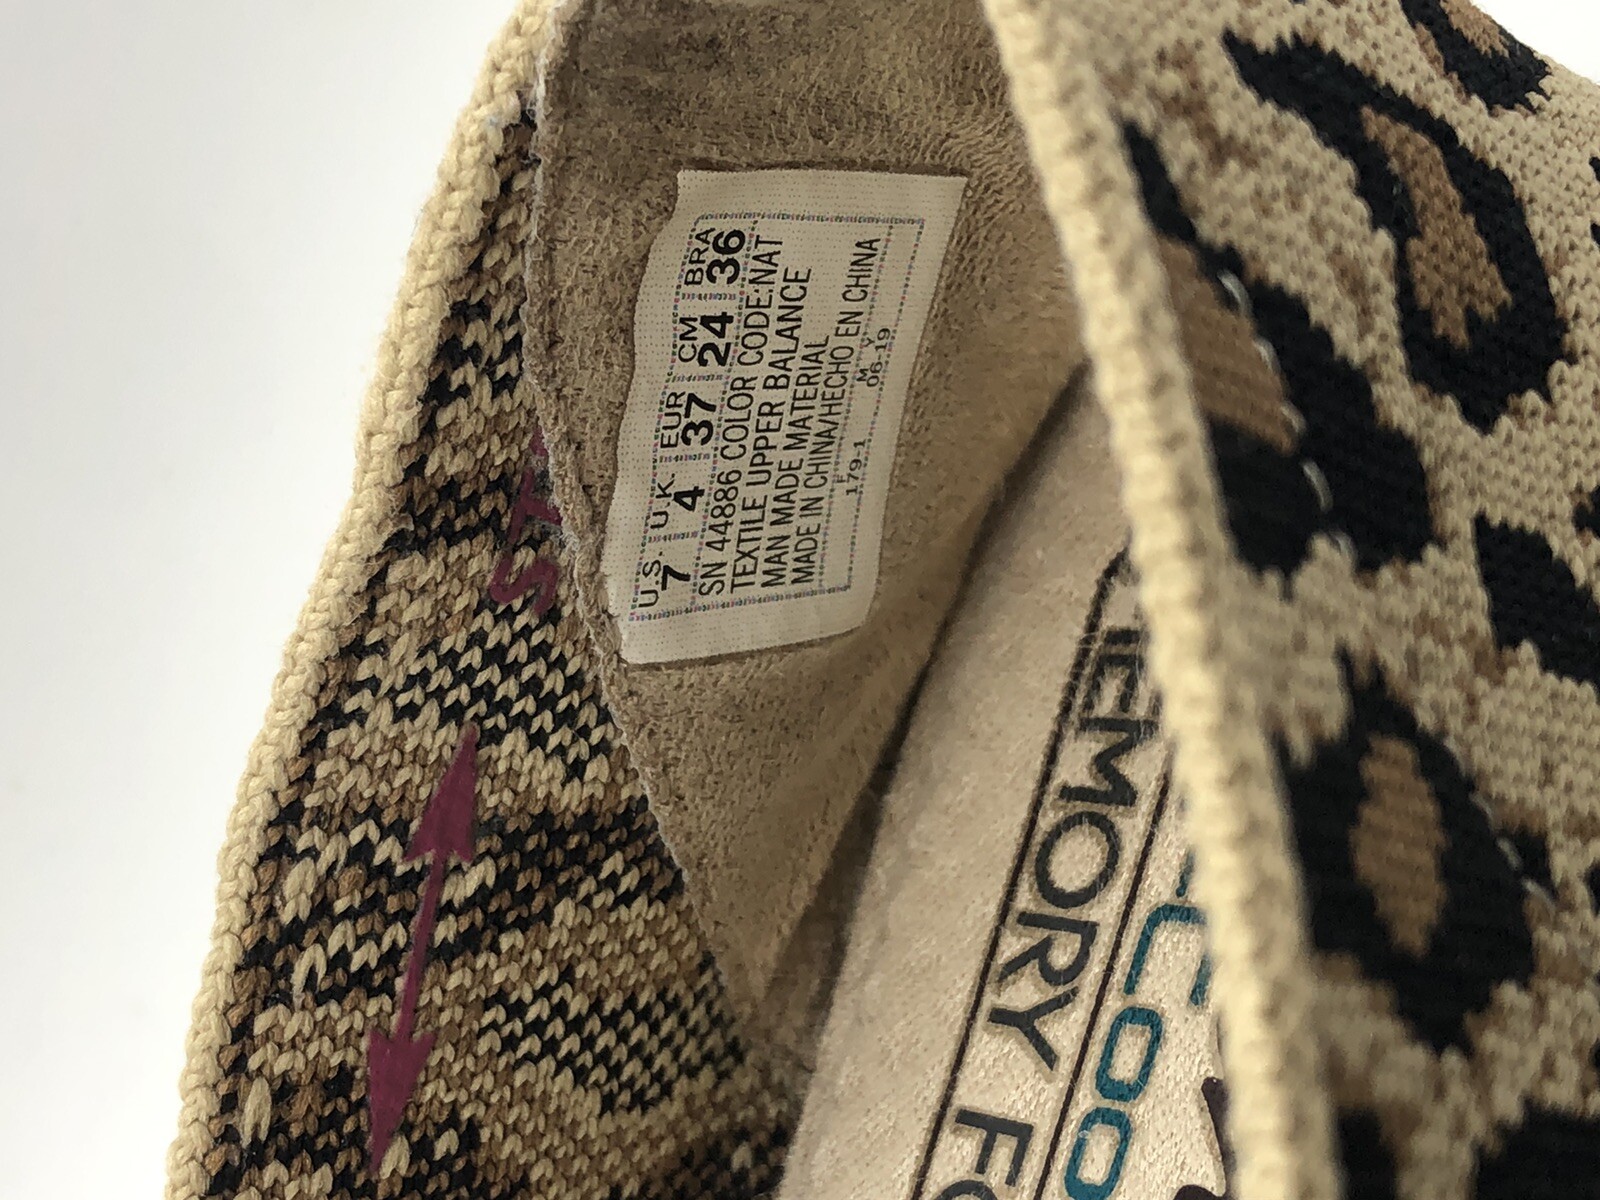 U.S. U.K. EUR CM BRA
7 4 37 24 36
SN 44886 COLOR CODE:NAT
TEXTILE UPPER BALANCE
MAN MADE MATERIAL
MADE IN CHINA/HECHO EN CHINA
F M Y
179-1 06-19
MEMORY